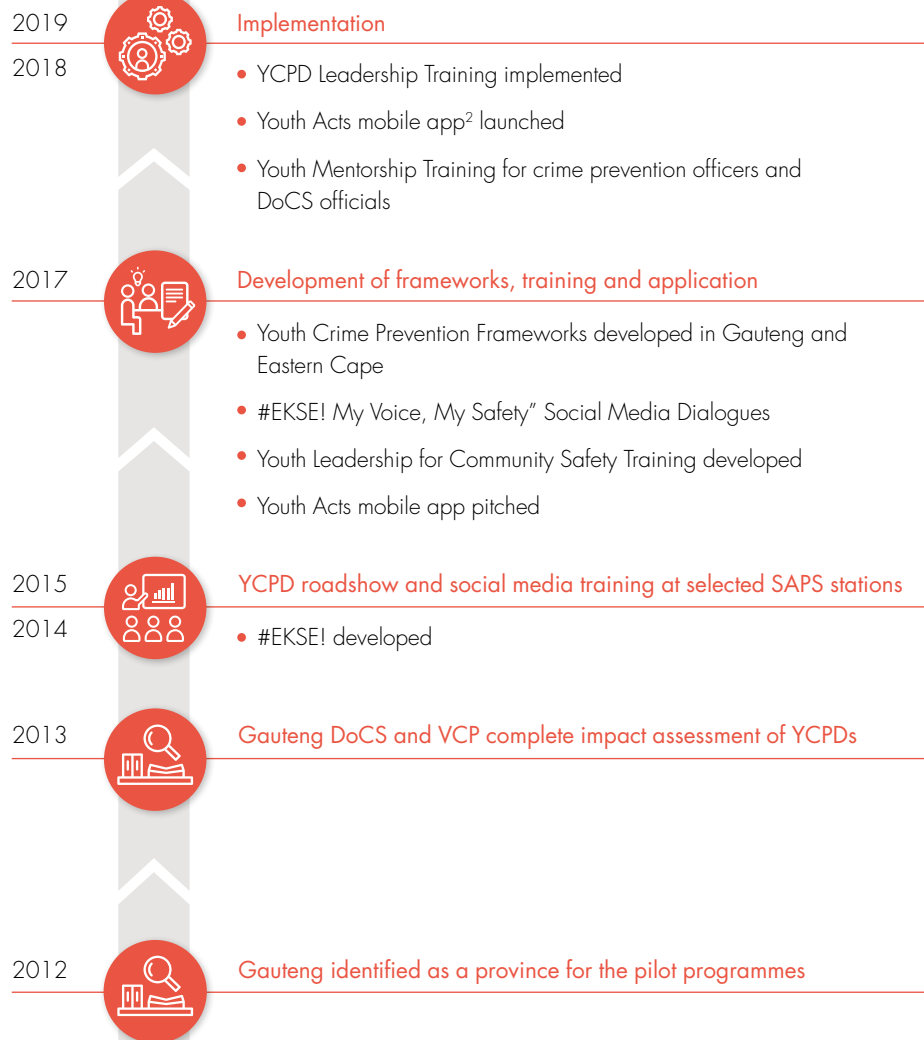 2019 Implementation
2018
• YCPD Leadership Training implemented
• Youth Acts mobile app² launched
• Youth Mentorship Training for crime prevention officers and
DoCS officials
2017 Development of frameworks, training and application
• Youth Crime Prevention Frameworks developed in Gauteng and
Eastern Cape
• #EKSE! My Voice, My Safety” Social Media Dialogues
• Youth Leadership for Community Safety Training developed
• Youth Acts mobile app pitched
2015 YCPD roadshow and social media training at selected SAPS stations
2014
• #EKSE! developed
2013 Gauteng DoCS and VCP complete impact assessment of YCPDs
2012 Gauteng identified as a province for the pilot programmes